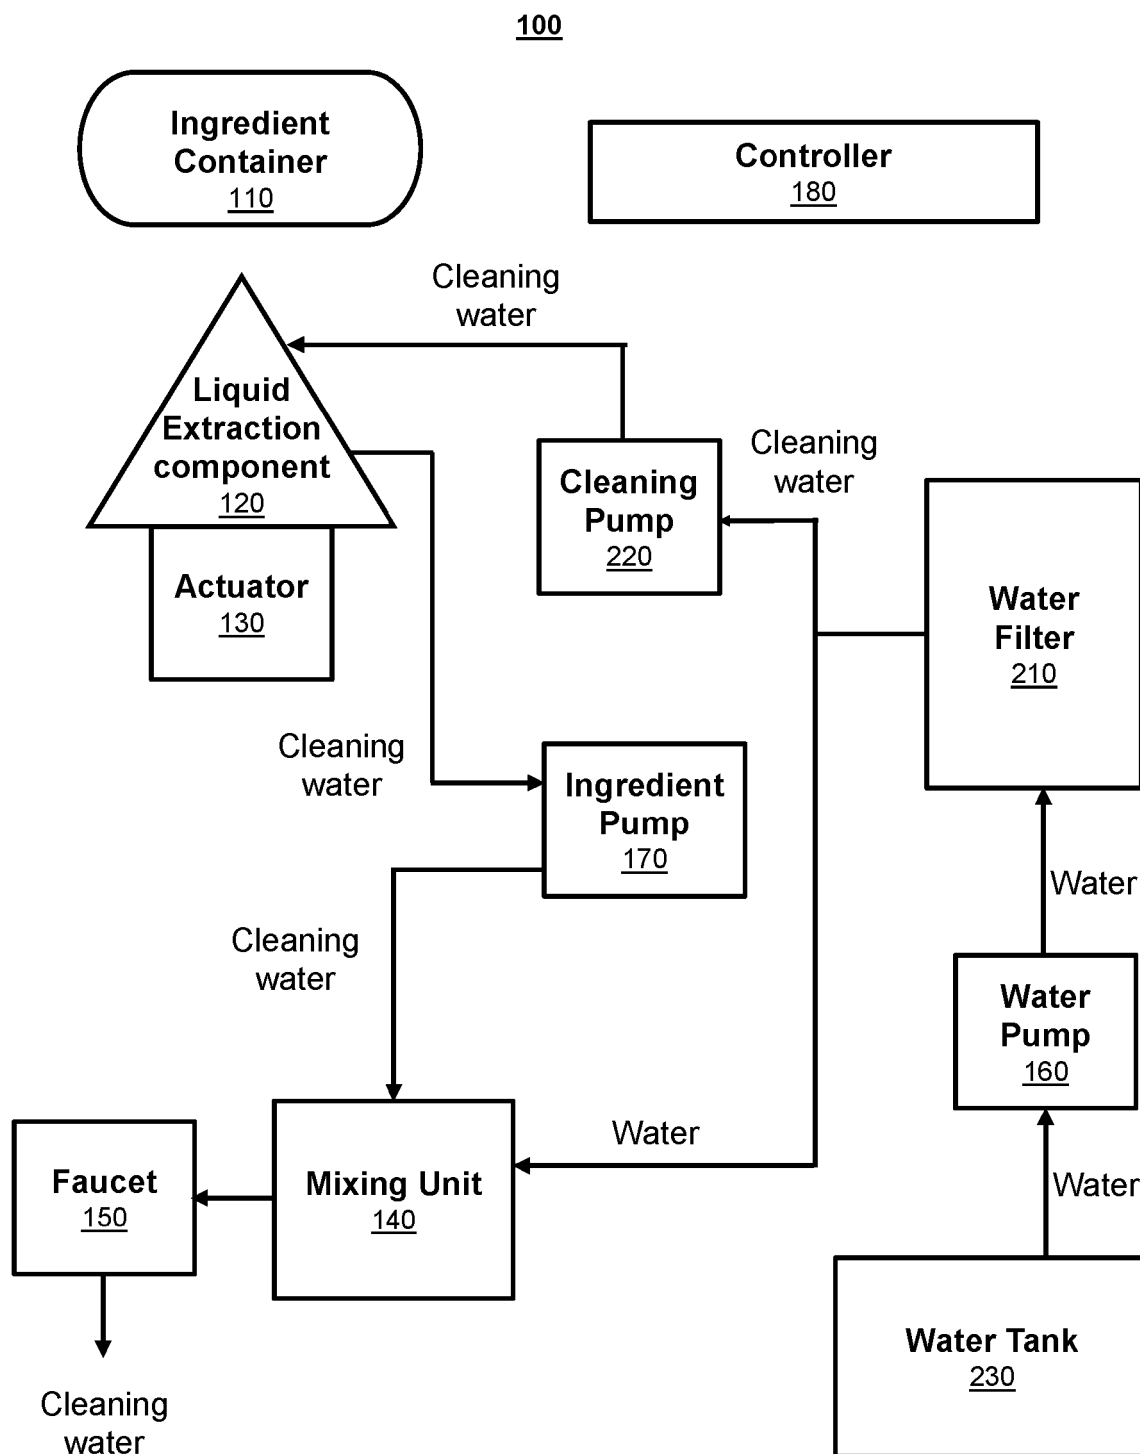 100
Ingredient
Container
110
Controller
180
Cleaning
water
Liquid
Extraction
component
120
Cleaning
Pump
220
Cleaning
water
Water
Filter
210
Actuator
130
Cleaning
water
Ingredient
Pump
170
Water
Cleaning
water
Water
Pump
160
Water
Faucet
150
Mixing Unit
140
Water
Water Tank
230
Cleaning
water